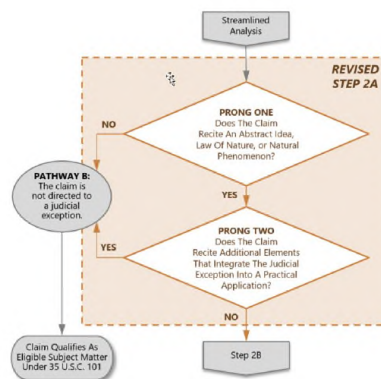 Streamlined
Analysis
REVISED
STEP 2A
PRONG ONE
Does The Claim
Recite An Abstract Idea,
Law Of Nature, or Natural
Phenomenon?
NO
YES
PATHWAY B:
The claim is
not directed to
a judicial
exception.
PRONG TWO
Does The Claim
Recite Additional Elements
That Integrate The Judicial
Exception Into A Practical
Application?
YES
NO
Claim Qualifies As
Eligible Subject Matter
Under 35 U.S.C. 101
Step 2B